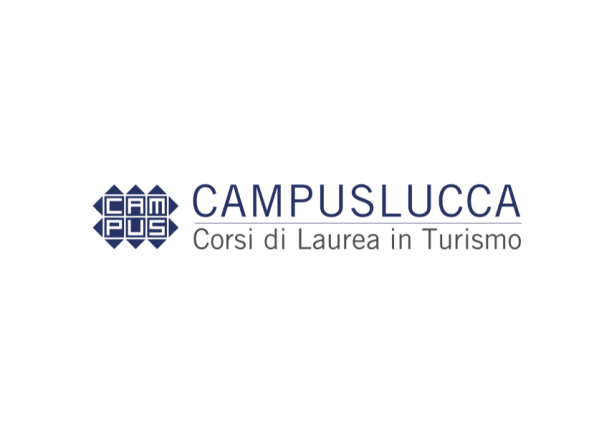 CAM
PUS
CAMPUSLUCCA
Corsi di Laurea in Turismo